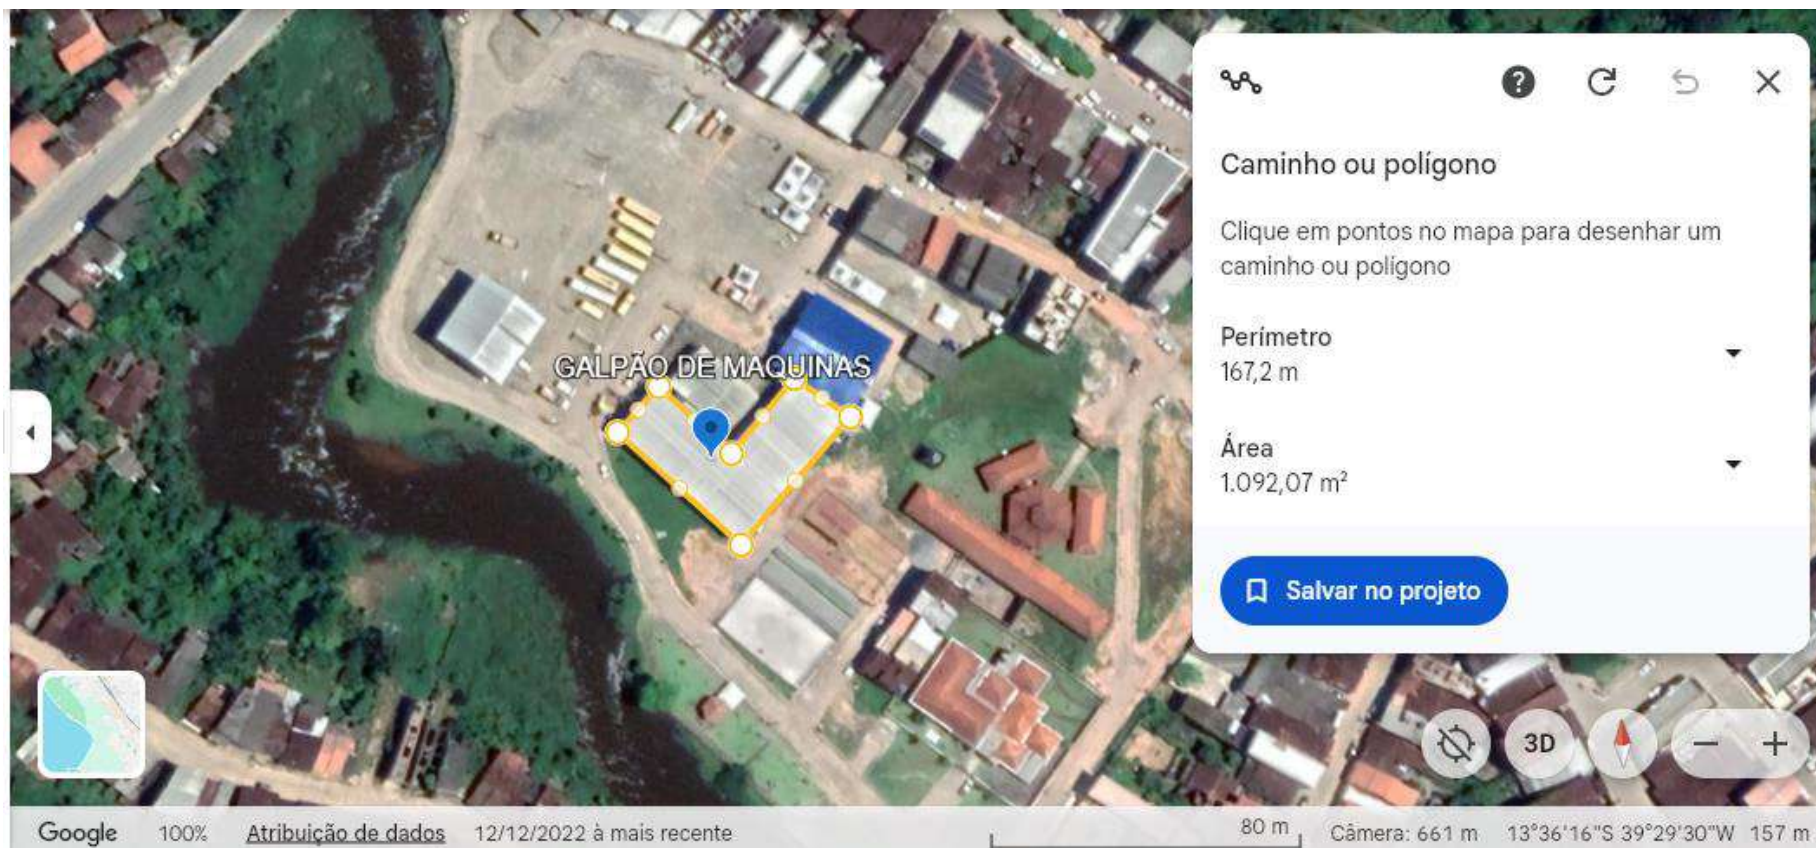 Caminho ou polígono
Clique em pontos no mapa para desenhar um
caminho ou polígono
Perímetro
167,2 m
Área
1.092,07 m²
Salvar no projeto
GALPÃO DE MAQUINAS
3D
Google 100% Atribuição de dados 12/12/2022 à mais recente 80 m Câmera: 661 m 13°36'16"S 39°29'30"W 157 m